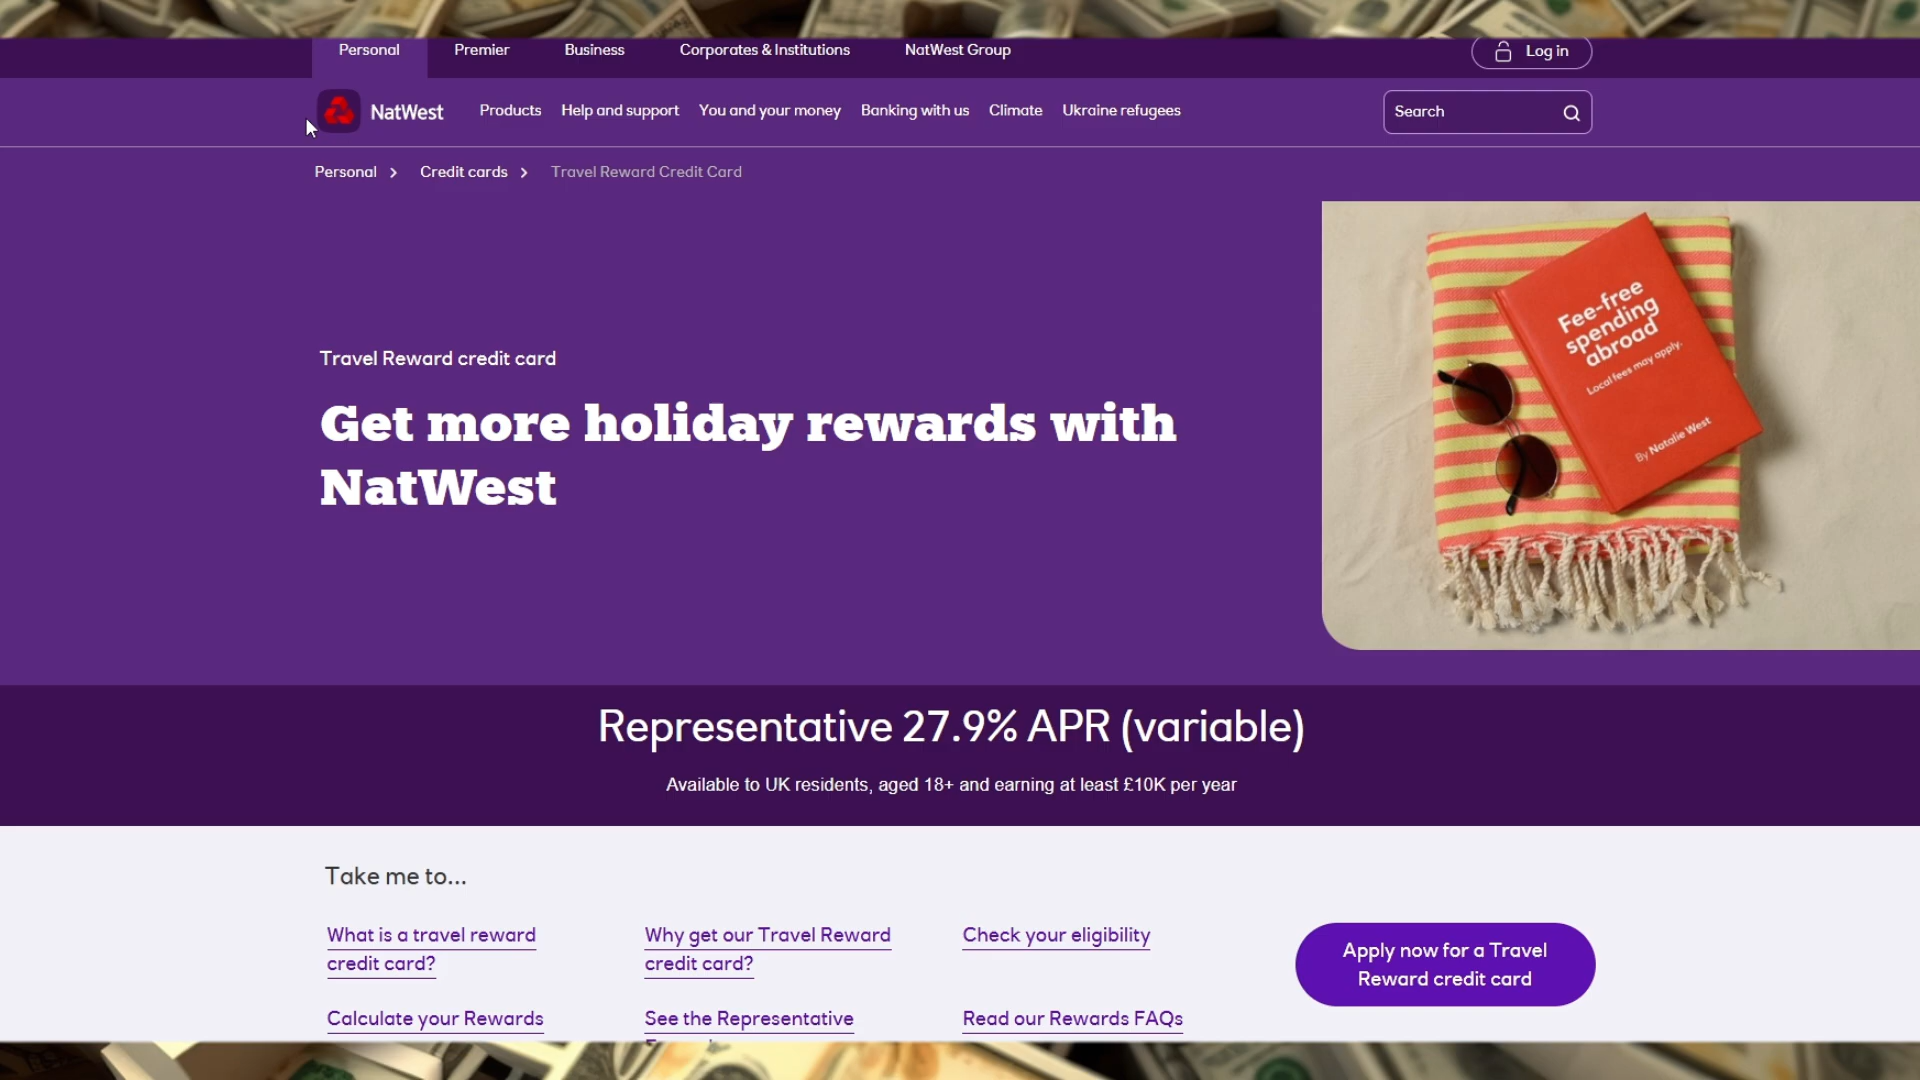 Personal
Premier
Business
Corporates & Institutions
NatWest Group
Log in
NatWest
Products
Help and support
You and your money
Banking with us
Climate
Ukraine refugees
Search
Personal
Credit cards
Travel Reward Credit Card
Travel Reward credit card
Get more holiday rewards with
NatWest
Fee-free
spending
abroad
Local fees may apply.
By Natalie West
Representative 27.9% APR (variable)
Available to UK residents, aged 18+ and earning at least £10K per year
Take me to...
What is a travel reward
credit card?
Why get our Travel Reward
credit card?
Check your eligibility
Apply now for a Travel
Reward credit card
Calculate your Rewards
See the Representative
Read our Rewards FAQs